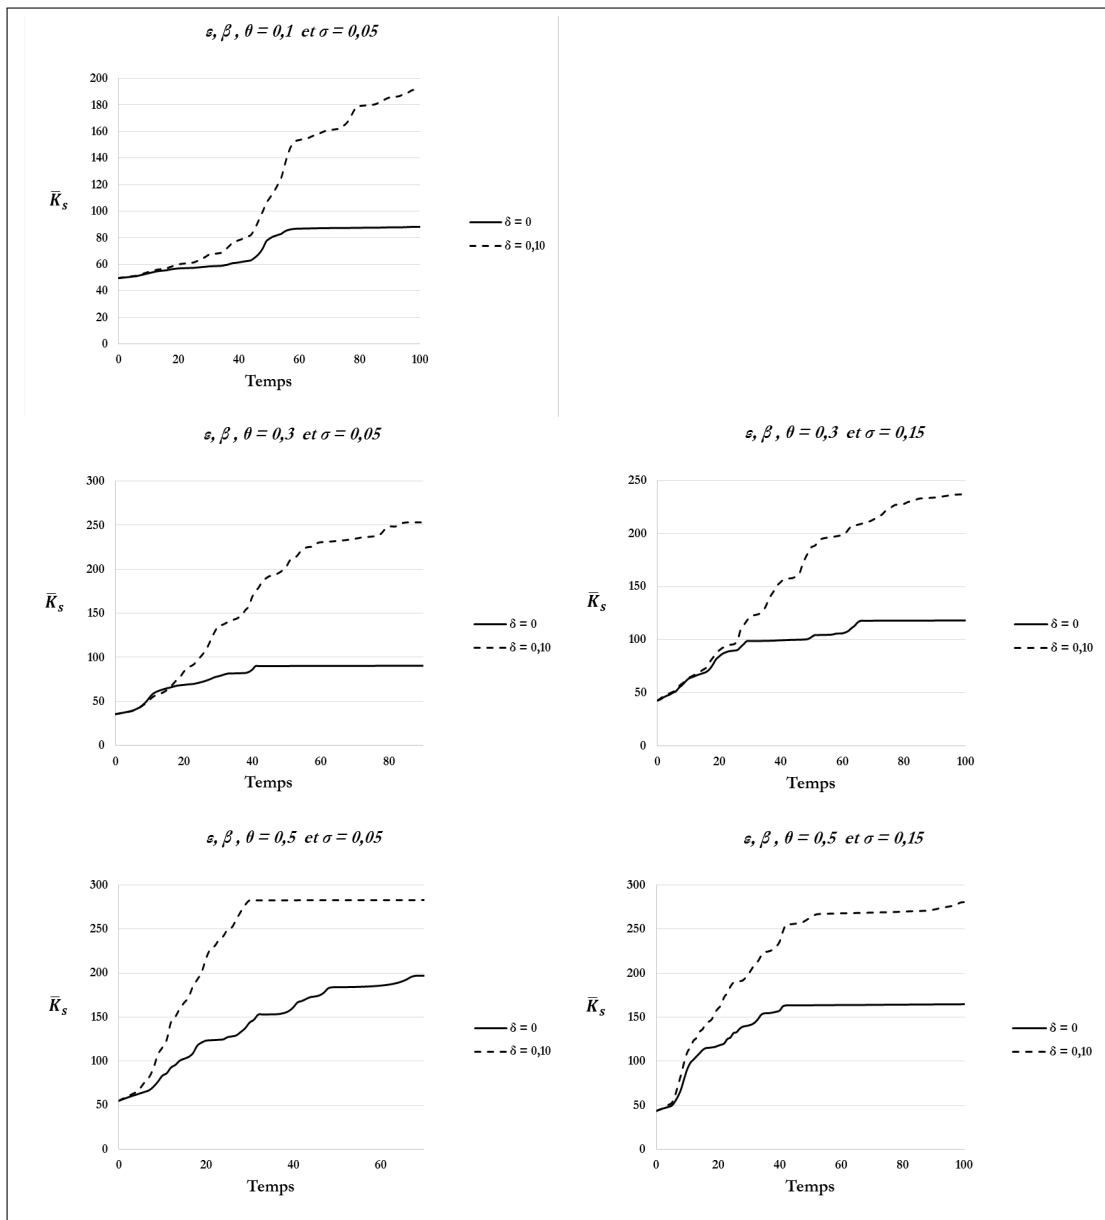 ε, β , θ = 0,1 et σ = 0,05
200
180
160
140
120
100
80
60
40
20
0
K̄s
0 20 40 60 80 100
Temps
δ = 0
δ = 0,10
ε, β , θ = 0,3 et σ = 0,05
300
250
200
150
100
50
0
K̄s
0 20 40 60 80
Temps
δ = 0
δ = 0,10
ε, β , θ = 0,3 et σ = 0,15
250
200
150
100
50
0
K̄s
0 20 40 60 80 100
Temps
δ = 0
δ = 0,10
ε, β , θ = 0,5 et σ = 0,05
300
250
200
150
100
50
0
K̄s
0 20 40 60
Temps
δ = 0
δ = 0,10
ε, β , θ = 0,5 et σ = 0,15
300
250
200
150
100
50
0
K̄s
0 20 40 60 80 100
Temps
δ = 0
δ = 0,10